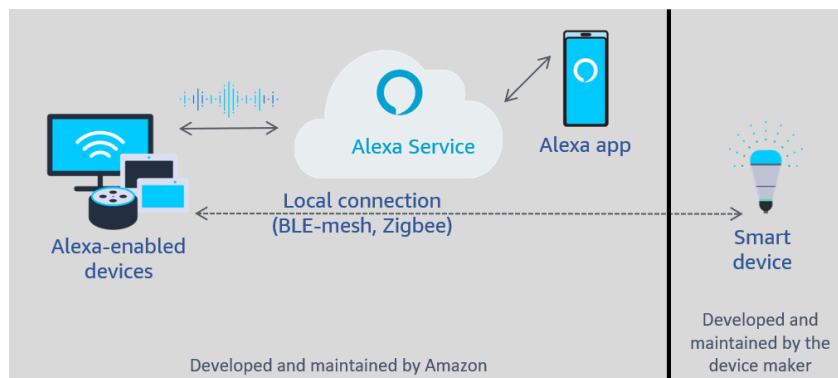 Alexa Service
Alexa app
Local connection
(BLE-mesh, Zigbee)
Alexa-enabled
devices
Smart
device
Developed and maintained by Amazon
Developed and
maintained by the
device maker